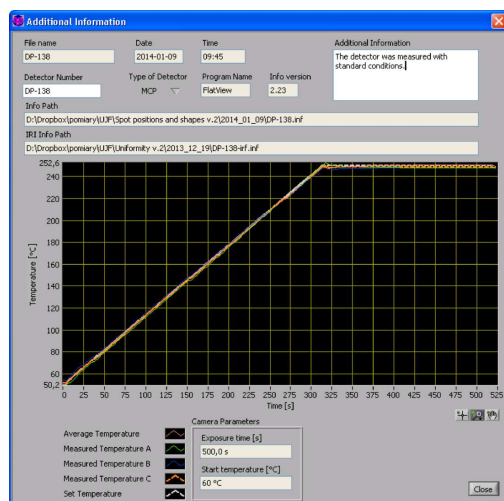 Additional Information
File name
Date
Time
Additional Information
DP-138
2014-01-09
09:45
The detector was measured with
standard conditions.
Detector Number
Type of Detector
Program Name
Info version
DP-138
MCP
FlatView
2.23
Info Path
D:\Dropbox\pomiary\UJF\Spot positions and shapes v.2\2014_01_09\DP-138.inf
IRI Info Path
D:\Dropbox\pomiary\UJF\Uniformity v.2\2013_12_19\DP-138-irf.inf
252,6
240
220
200
180
160
140
120
100
80
60
50,2
Temperature [°C]
0 25 50 75 100 125 150 175 200 225 250 275 300 325 350 375 400 425 450 475 500 525
Time [s]
Average Temperature
Measured Temperature A
Measured Temperature B
Measured Temperature C
Set Temperature
Camera Parameters
Exposure time [s]
500,0 s
Start temperature [°C]
60 °C
Close